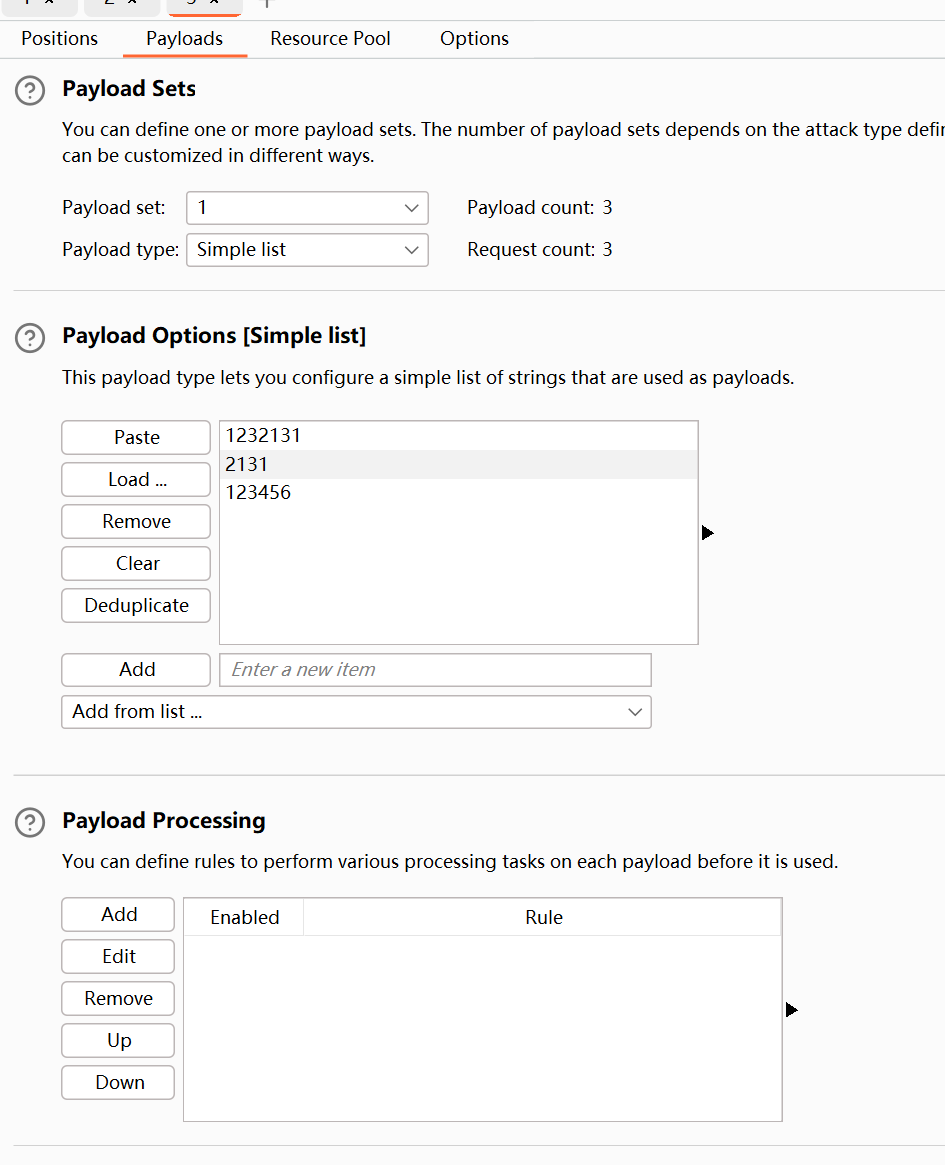 Positions Payloads Resource Pool Options
Payload Sets
You can define one or more payload sets. The number of payload sets depends on the attack type
can be customized in different ways.
Payload set: 1 Payload count: 3
Payload type: Simple list Request count: 3
Payload Options [Simple list]
This payload type lets you configure a simple list of strings that are used as payloads.
Paste
Load ...
Remove
Clear
Deduplicate
1232131
2131
123456
Add Enter a new item
Add from list ...
Payload Processing
You can define rules to perform various processing tasks on each payload before it is used.
Add
Edit
Remove
Up
Down
Enabled Rule